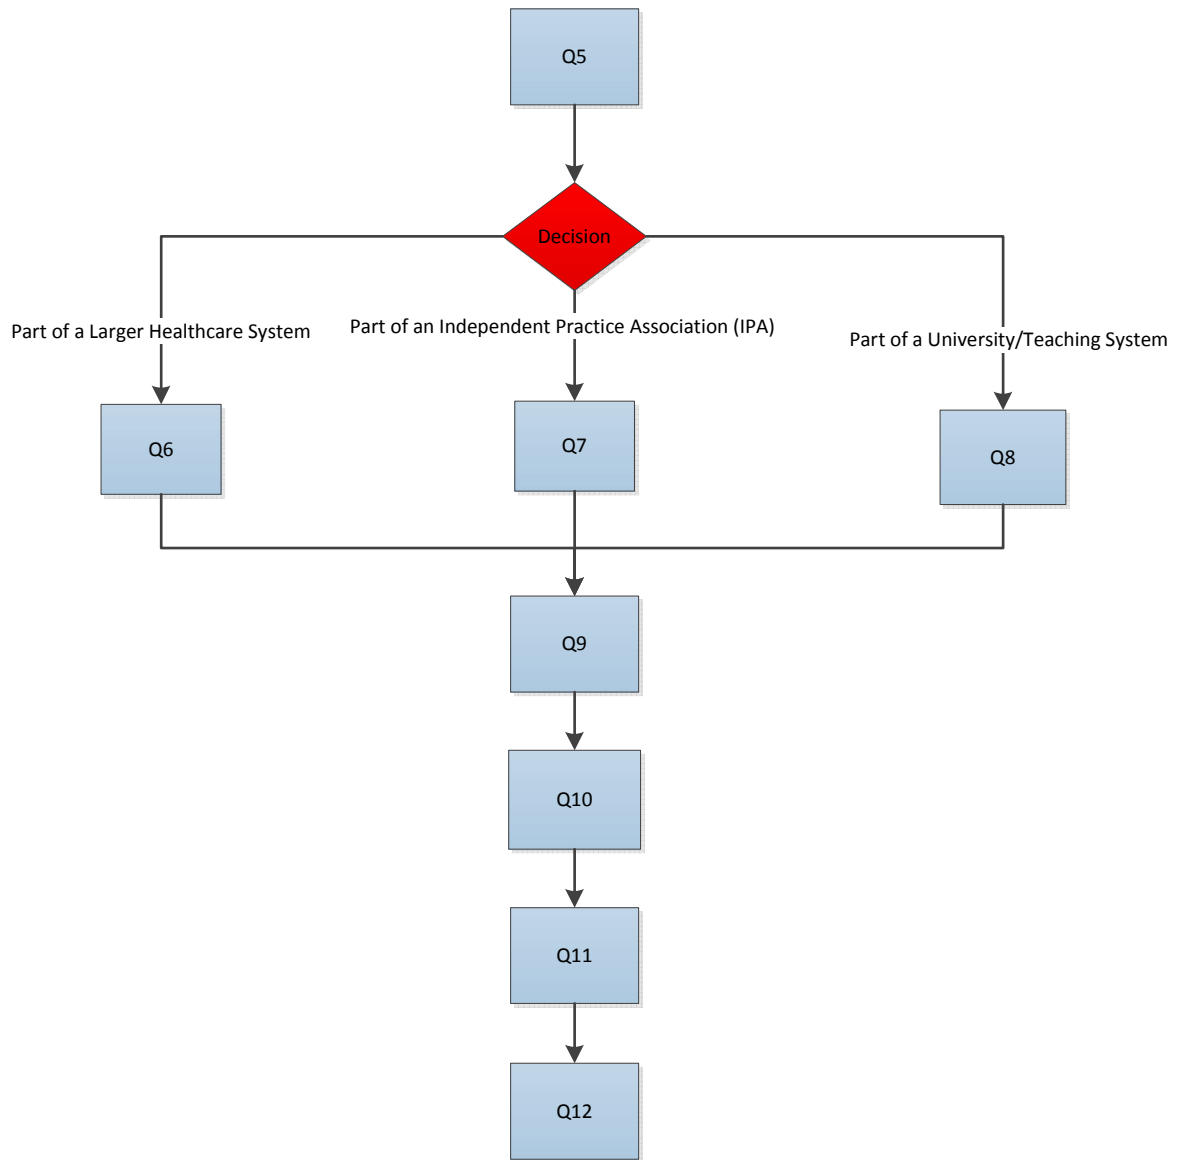 Q5
Decision
Part of a Larger Healthcare System
Part of an Independent Practice Association (IPA)
Part of a University/Teaching System
Q6
Q7
Q8
Q9
Q10
Q11
Q12